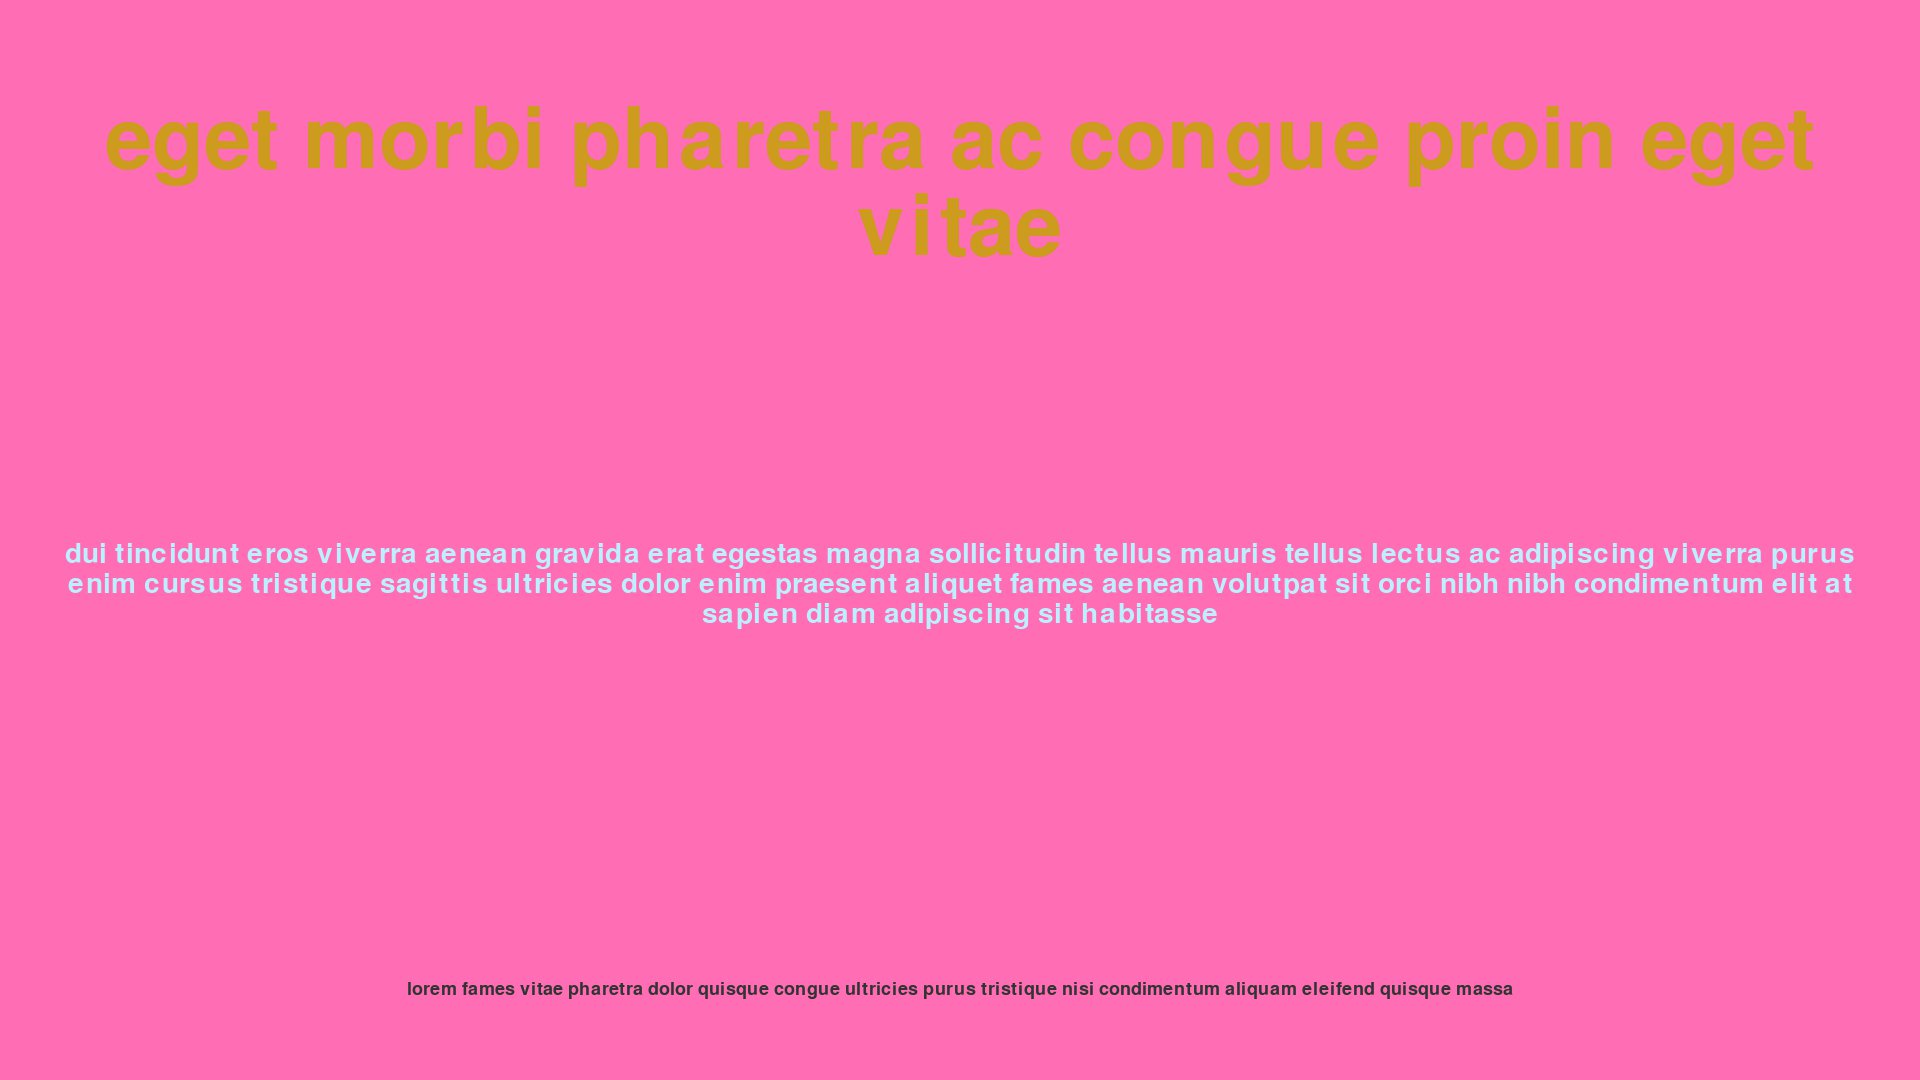 eget morbi pharetra ac congue proin eget
vitae
dui tincidunt eros viverra aenean gravida erat egestas magna sollicitudin tellus mauris tellus lectus ac adipiscing viverra purus
enim cursus tristique sagittis ultricies dolor enim praesent aliquet fames aenean volutpat sit orci nibh nibh condimentum elit at
sapien diam adipiscing sit habitasse
lorem fames vitae pharetra dolor quisque congue ultricies purus tristique nisi condimentum aliquam eleifend quisque massa